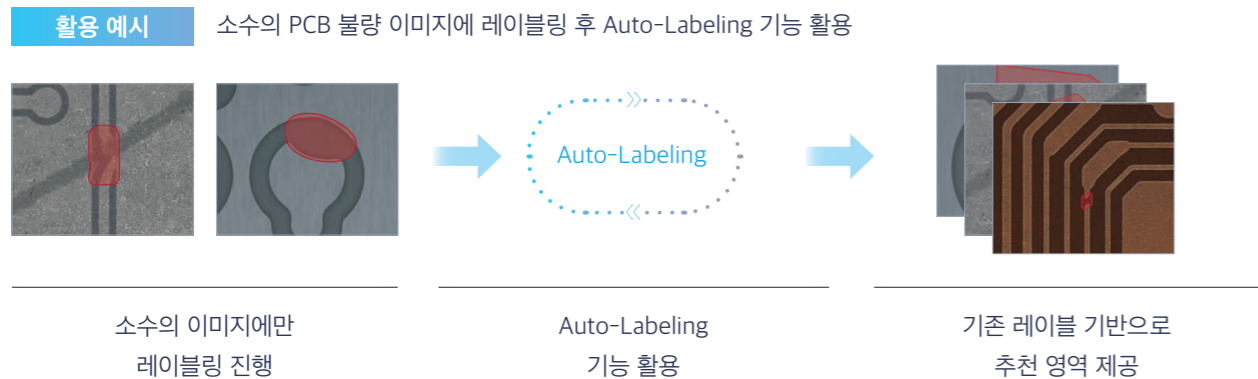 활용 예시
소수의 PCB 불량 이미지에 레이블링 후 Auto-Labeling 기능 활용
Auto-Labeling
소수의 이미지에만
레이블링 진행
Auto-Labeling
기능 활용
기존 레이블 기반으로
추천 영역 제공